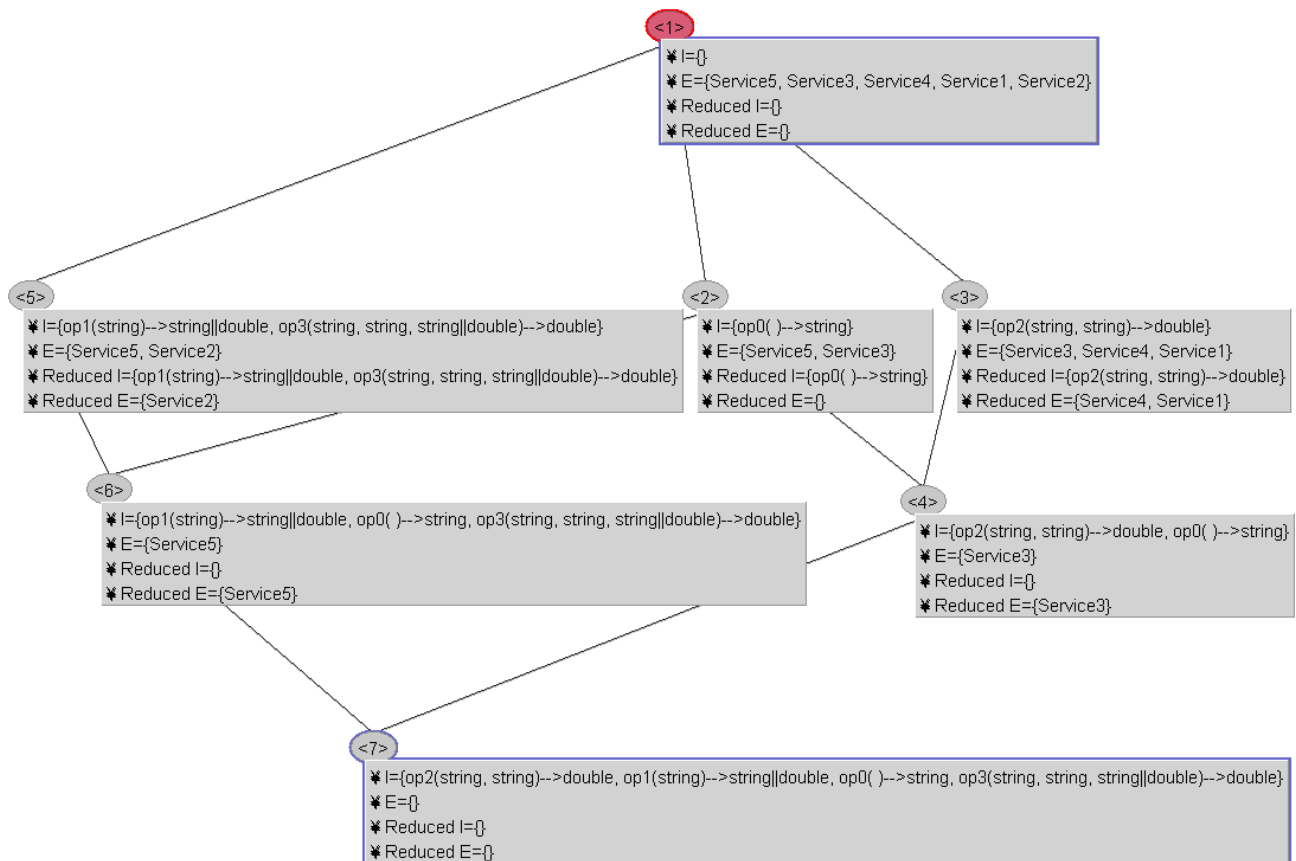 <1>
¥ I={}
¥ E={Service5, Service3, Service4, Service1, Service2}
¥ Reduced I={}
¥ Reduced E={}
<5>
¥ I={op1(string)-->string||double, op3(string, string, string||double)-->double}
¥ E={Service5, Service2}
¥ Reduced I={op1(string)-->string||double, op3(string, string, string||double)-->double}
¥ Reduced E={Service2}
<2>
¥ I={op0( )-->string}
¥ E={Service5, Service3}
¥ Reduced I={op0( )-->string}
¥ Reduced E={}
<3>
¥ I={op2(string, string)-->double}
¥ E={Service3, Service4, Service1}
¥ Reduced I={op2(string, string)-->double}
¥ Reduced E={Service4, Service1}
<6>
¥ I={op1(string)-->string||double, op0( )-->string, op3(string, string, string||double)-->double}
¥ E={Service5}
¥ Reduced I={}
¥ Reduced E={Service5}
<4>
¥ I={op2(string, string)-->double, op0( )-->string}
¥ E={Service3}
¥ Reduced I={}
¥ Reduced E={Service3}
<7>
¥ I={op2(string, string)-->double, op1(string)-->string||double, op0( )-->string, op3(string, string, string||double)-->double}
¥ E={}
¥ Reduced I={}
¥ Reduced E={}